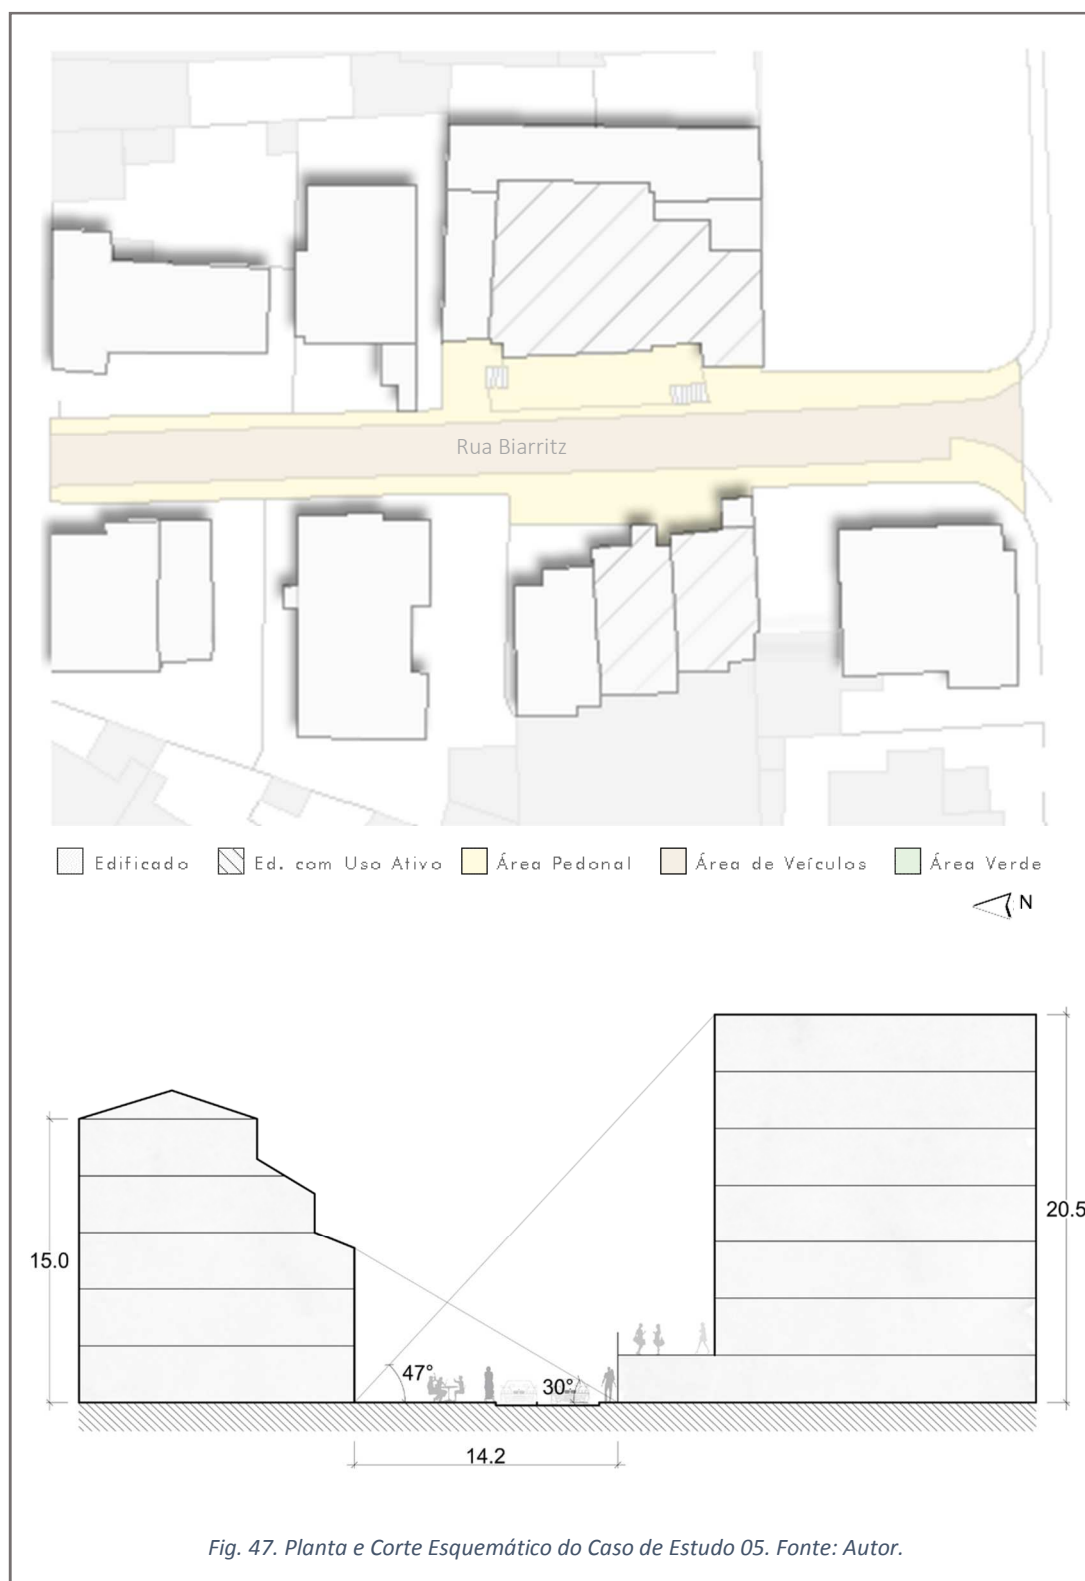 Rua Biarritz
Edificado Ed. com Uso Ativo Área Pedonal Área de Veículos Área Verde
N
20.5
15.0
47°
30°
14.2
Fig. 47. Planta e Corte Esquemático do Caso de Estudo 05. Fonte: Autor.